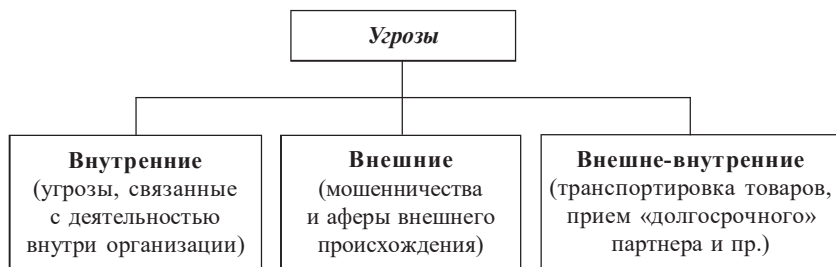 Угрозы
Внутренние
(угрозы, связанные
с деятельностью
внутри организации)
Внешние
(мошенничества
и аферы внешнего
происхождения)
Внешне-внутренние
(транспортировка товаров,
прием «долгосрочного»
партнера и пр.)